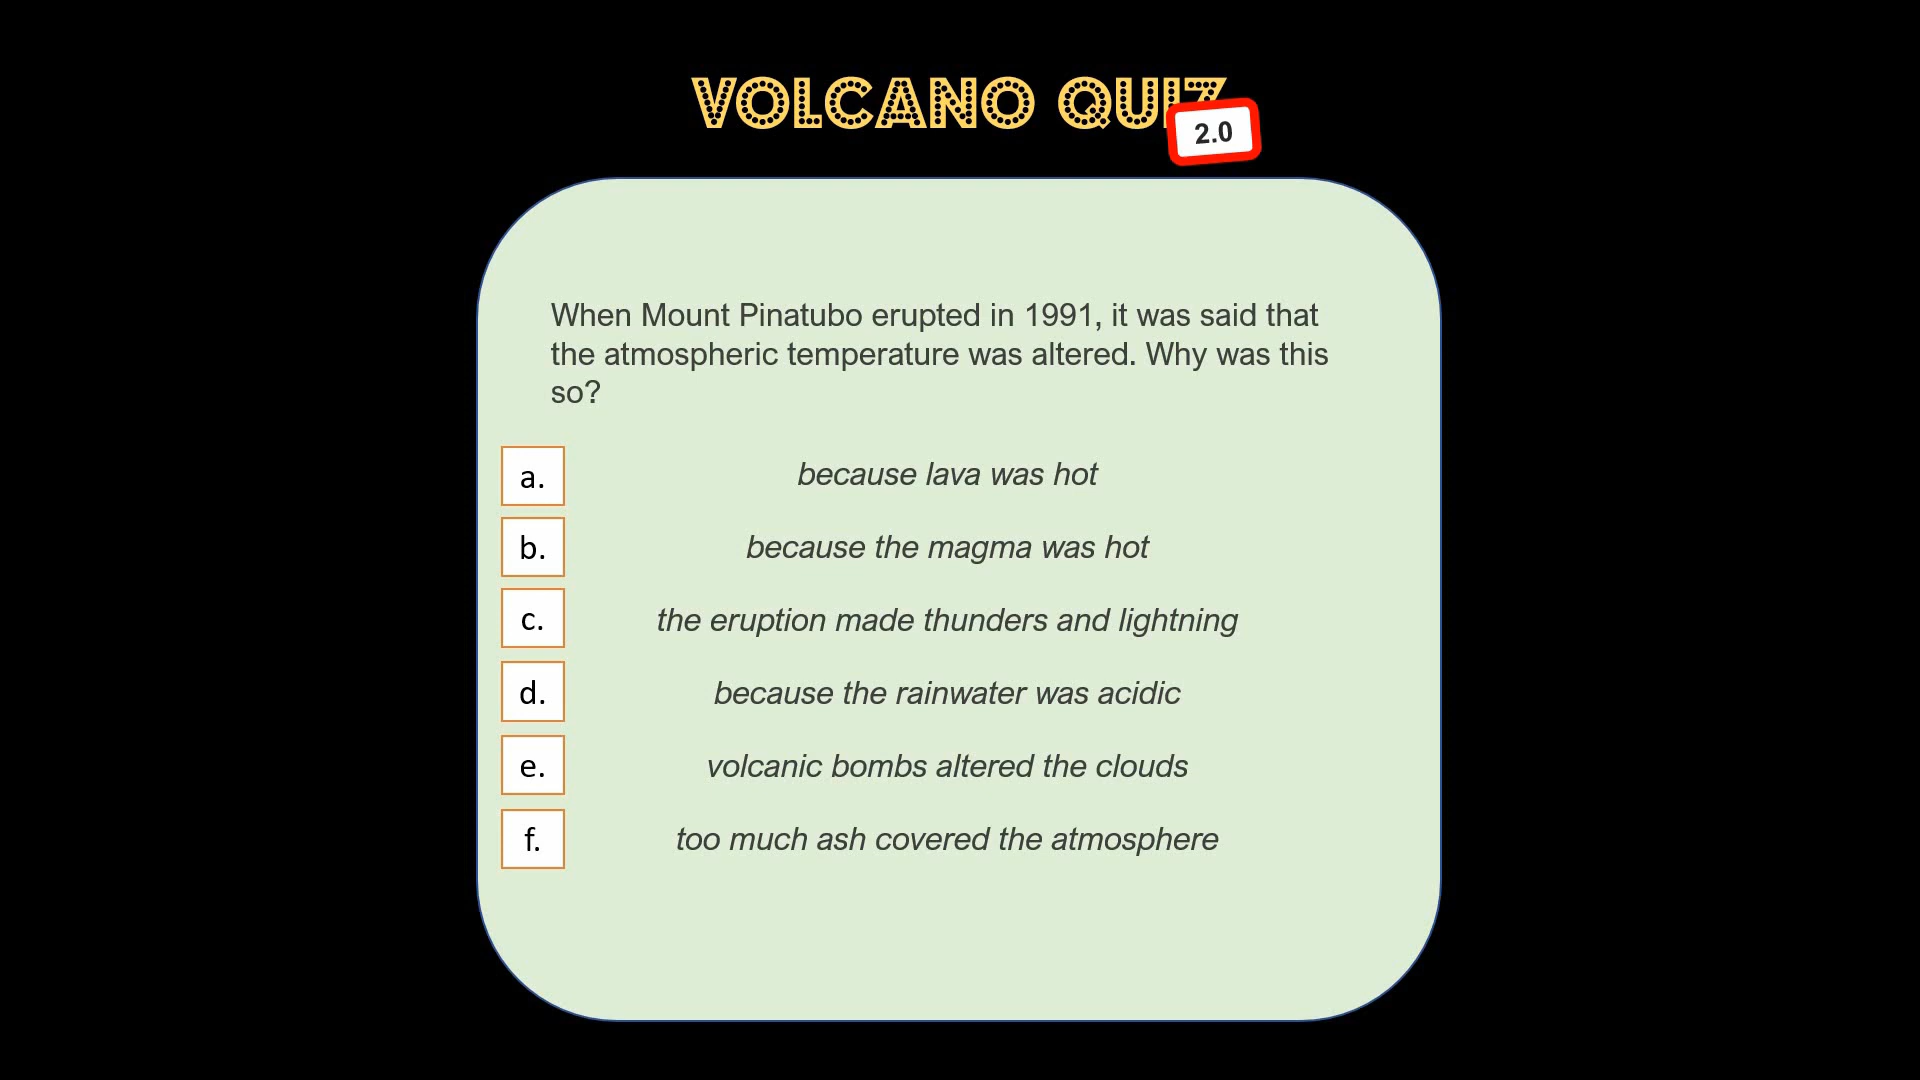 VOLCANO QUIZ
2.0
When Mount Pinatubo erupted in 1991, it was said that
the atmospheric temperature was altered. Why was this
so?
a. because lava was hot
b. because the magma was hot
c. the eruption made thunders and lightning
d. because the rainwater was acidic
e. volcanic bombs altered the clouds
f. too much ash covered the atmosphere